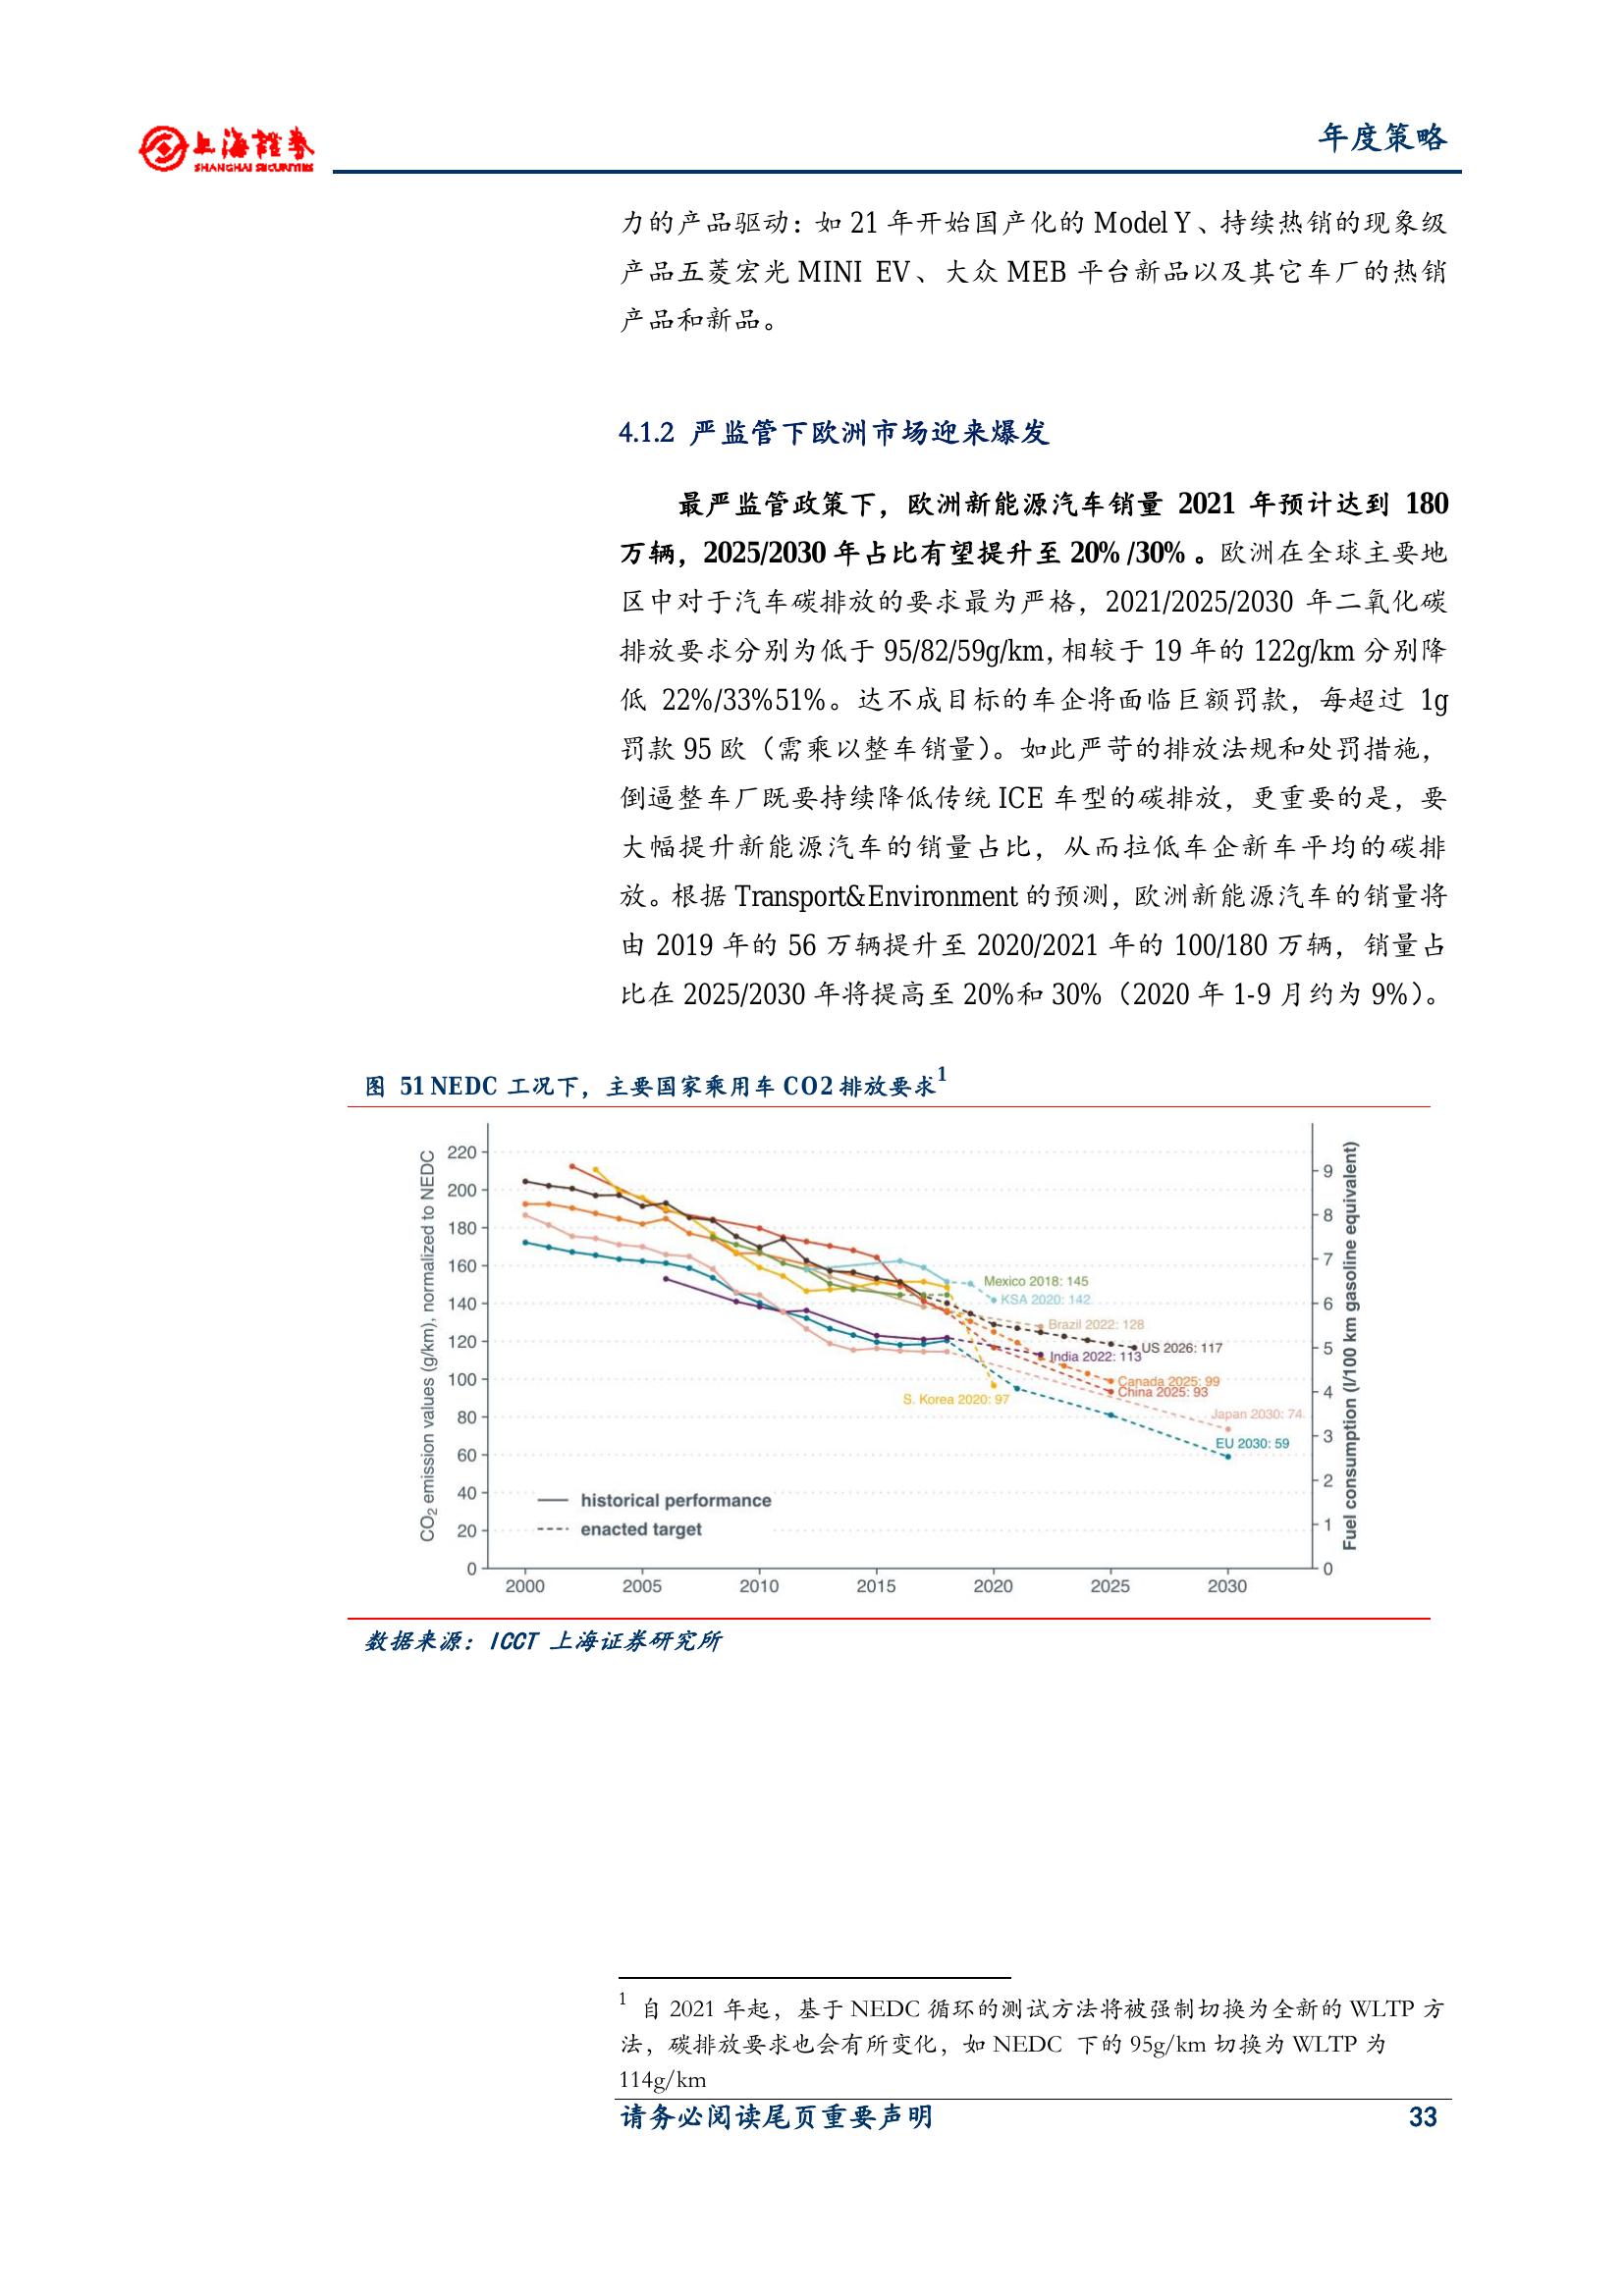 上海證券
SHANGHAI SECURITIES
年度策略
力的产品驱动：如 21 年开始国产化的 Model Y、持续热销的现象级
产品五菱宏光 MINI EV、大众 MEB 平台新品以及其它车厂的热销
产品和新品。
4.1.2 严监管下欧洲市场迎来爆发
最严监管政策下，欧洲新能源汽车销量 2021 年预计达到 180
万辆，2025/2030 年占比有望提升至 20% /30% 。欧洲在全球主要地
区中对于汽车碳排放的要求最为严格，2021/2025/2030 年二氧化碳
排放要求分别为低于 95/82/59g/km, 相较于 19 年的 122g/km 分别降
低 22%/33%51%。达不成目标的车企将面临巨额罚款，每超过 1g
罚款 95 欧（需乘以整车销量）。如此严苛的排放法规和处罚措施，
倒逼整车厂既要持续降低传统 ICE 车型的碳排放，更重要的是，要
大幅提升新能源汽车的销量占比，从而拉低车企新车平均的碳排
放。根据 Transport&Environment 的预测，欧洲新能源汽车的销量将
由 2019 年的 56 万辆提升至 2020/2021 年的 100/180 万辆，销量占
比在 2025/2030 年将提高至 20%和 30%（2020 年 1-9 月约为 9%）。
图 51 NEDC 工况下，主要国家乘用车 CO2 排放要求1
CO2 emission values (g/km), normalized to NEDC
220
200
180
160
140
120
100
80
60
40
20
0
Mexico 2018: 145
KSA 2020: 142
Brazil 2022: 128
US 2026: 117
India 2022: 113
Canada 2025: 99
China 2025: 93
S. Korea 2020: 97
Japan 2030: 74
EU 2030: 59
historical performance
enacted target
2000 2005 2010 2015 2020 2025 2030
9
8
7
6
5
4
3
2
1
0
Fuel consumption (l/100 km gasoline equivalent)
数据来源：ICCT 上海证券研究所
1 自 2021 年起，基于 NEDC 循环的测试方法将被强制切换为全新的 WLTP 方
法，碳排放要求也会有所变化，如 NEDC 下的 95g/km 切换为 WLTP 为
114g/km
请务必阅读尾页重要声明 33